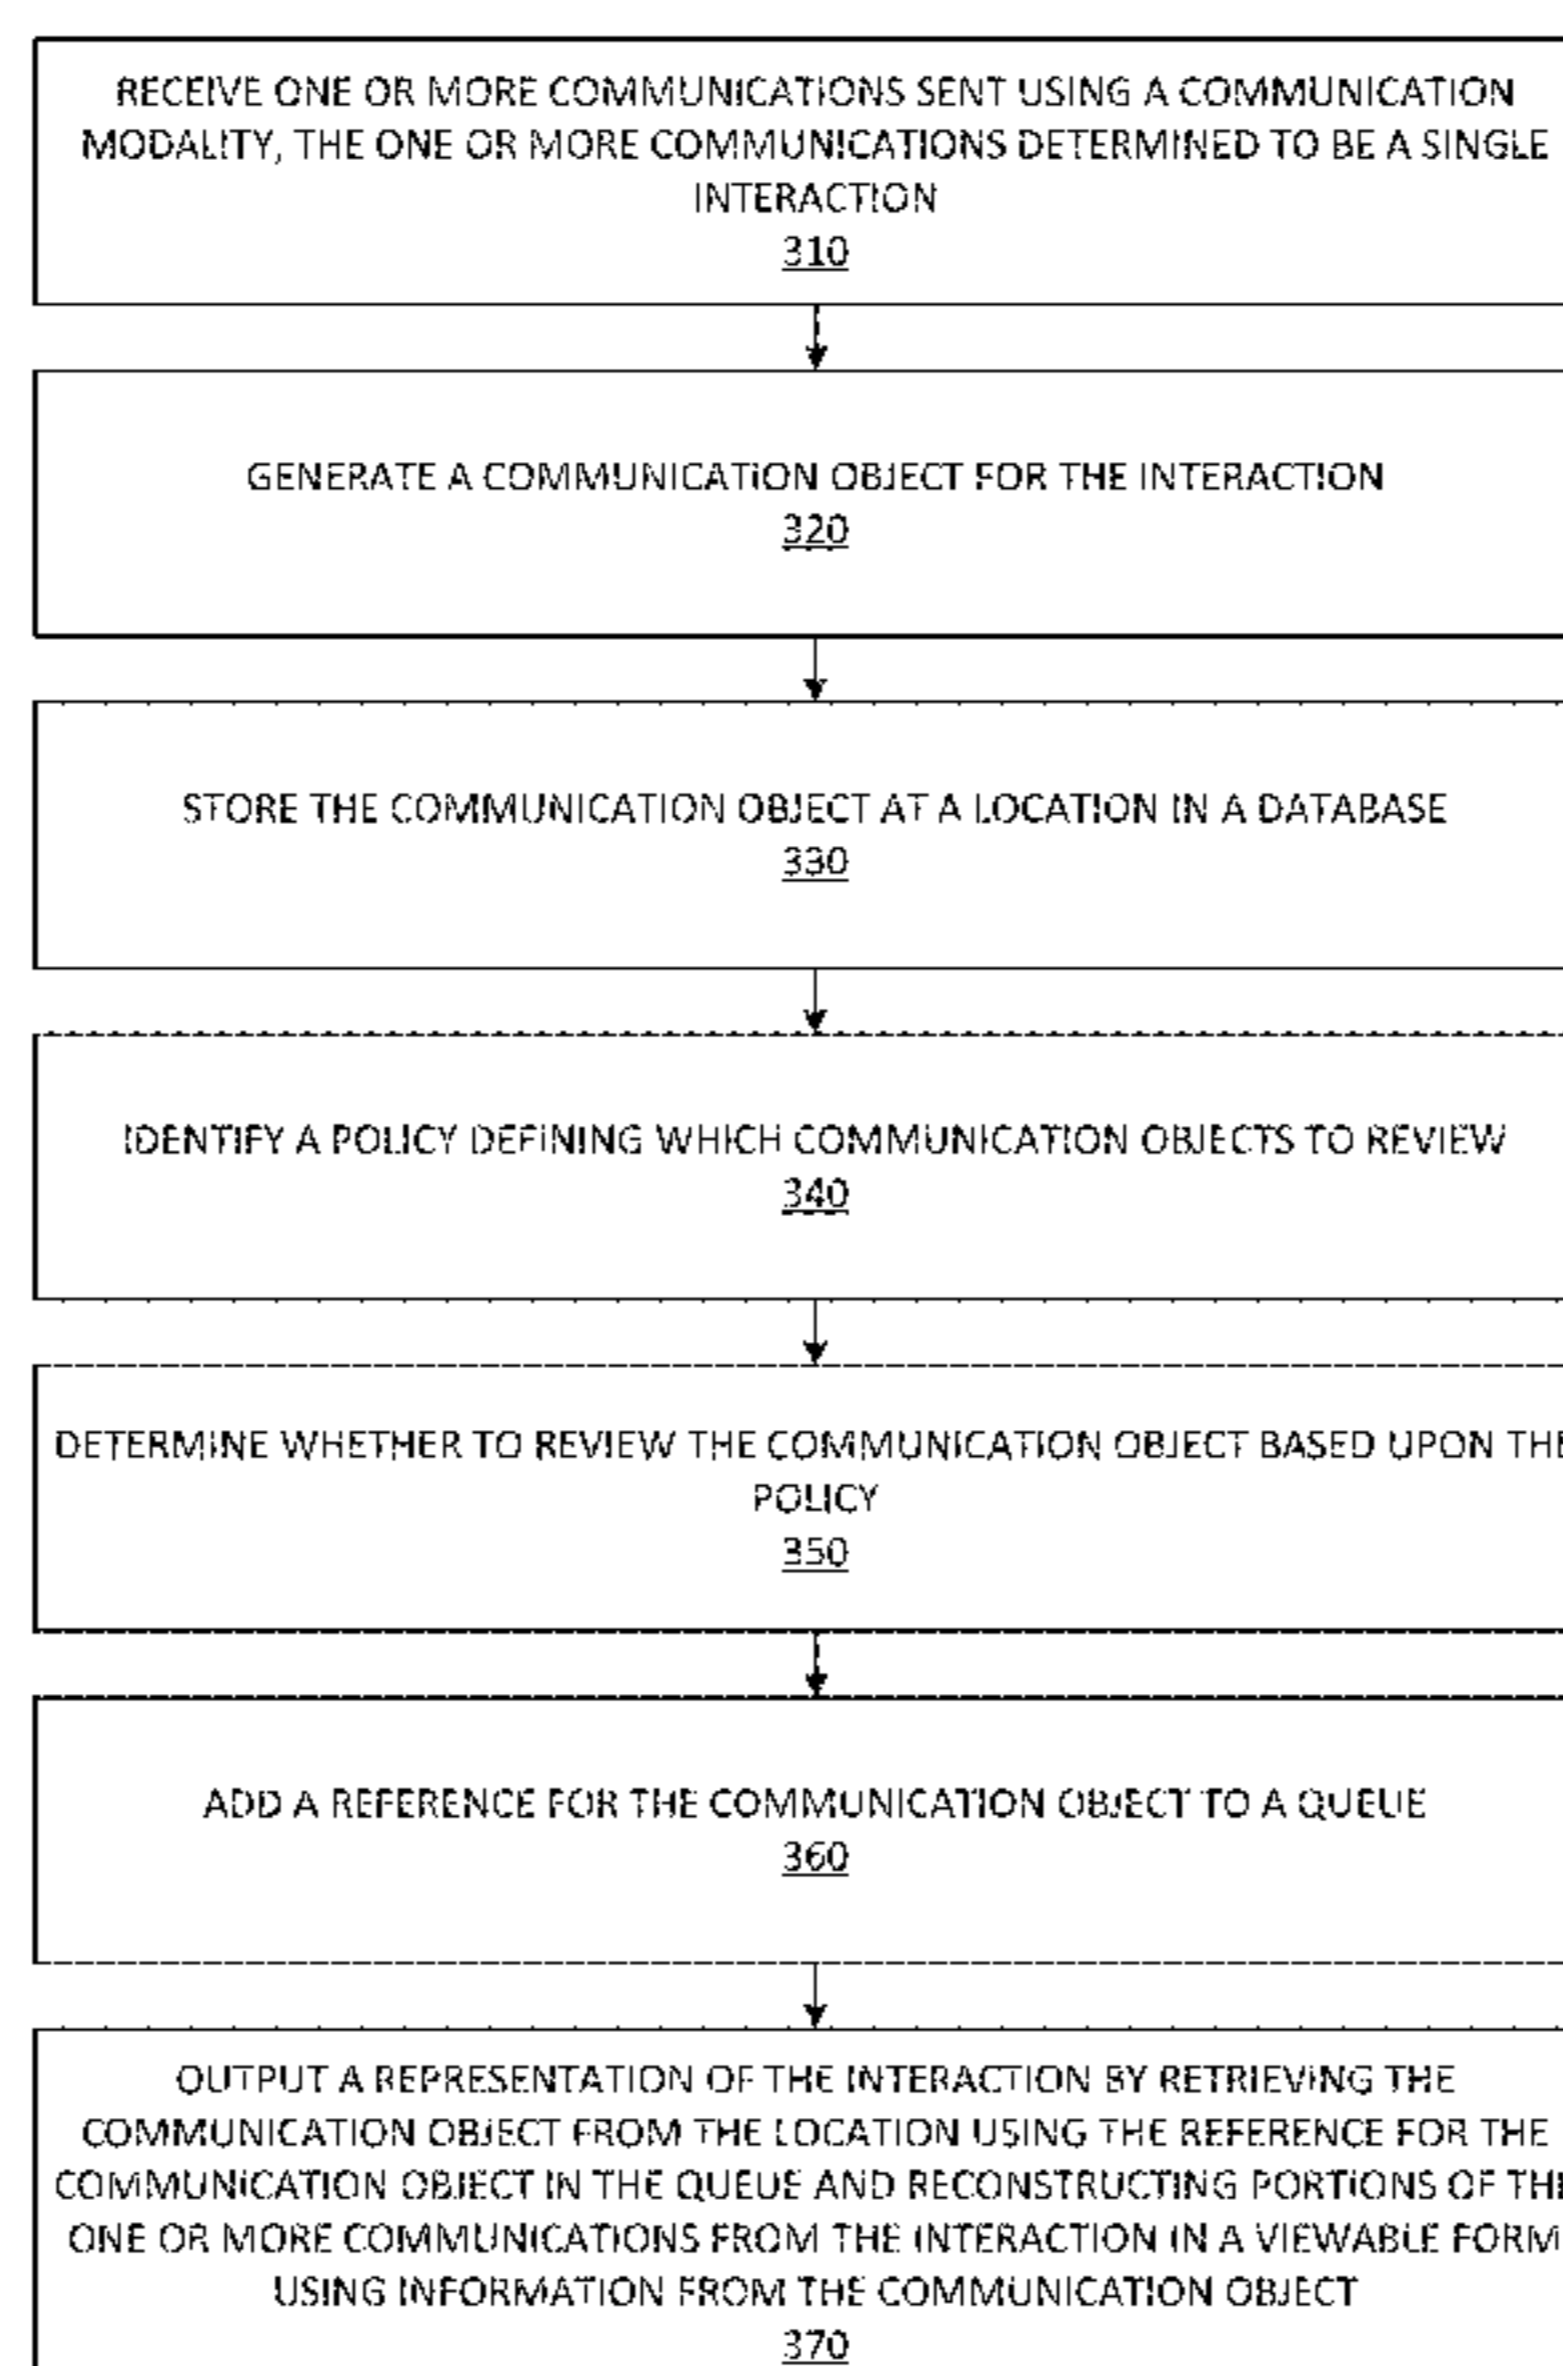 RECEIVE ONE OR MORE COMMUNICATIONS SENT USING A COMMUNICATION
MODALITY, THE ONE OR MORE COMMUNICATIONS DETERMINED TO BE A SINGLE
INTERACTION
310
GENERATE A COMMUNICATION OBJECT FOR THE INTERACTION
320
STORE THE COMMUNICATION OBJECT AT A LOCATION IN A DATABASE
330
IDENTIFY A POLICY DEFINING WHICH COMMUNICATION OBJECTS TO REVIEW
340
DETERMINE WHETHER TO REVIEW THE COMMUNICATION OBJECT BASED UPON THE
POLICY
350
ADD A REFERENCE FOR THE COMMUNICATION OBJECT TO A QUEUE
360
OUTPUT A REPRESENTATION OF THE INTERACTION BY RETRIEVING THE
COMMUNICATION OBJECT FROM THE LOCATION USING THE REFERENCE FOR THE
COMMUNICATION OBJECT IN THE QUEUE AND RECONSTRUCTING PORTIONS OF THE
ONE OR MORE COMMUNICATIONS FROM THE INTERACTION IN A VIEWABLE FORM
USING INFORMATION FROM THE COMMUNICATION OBJECT
370